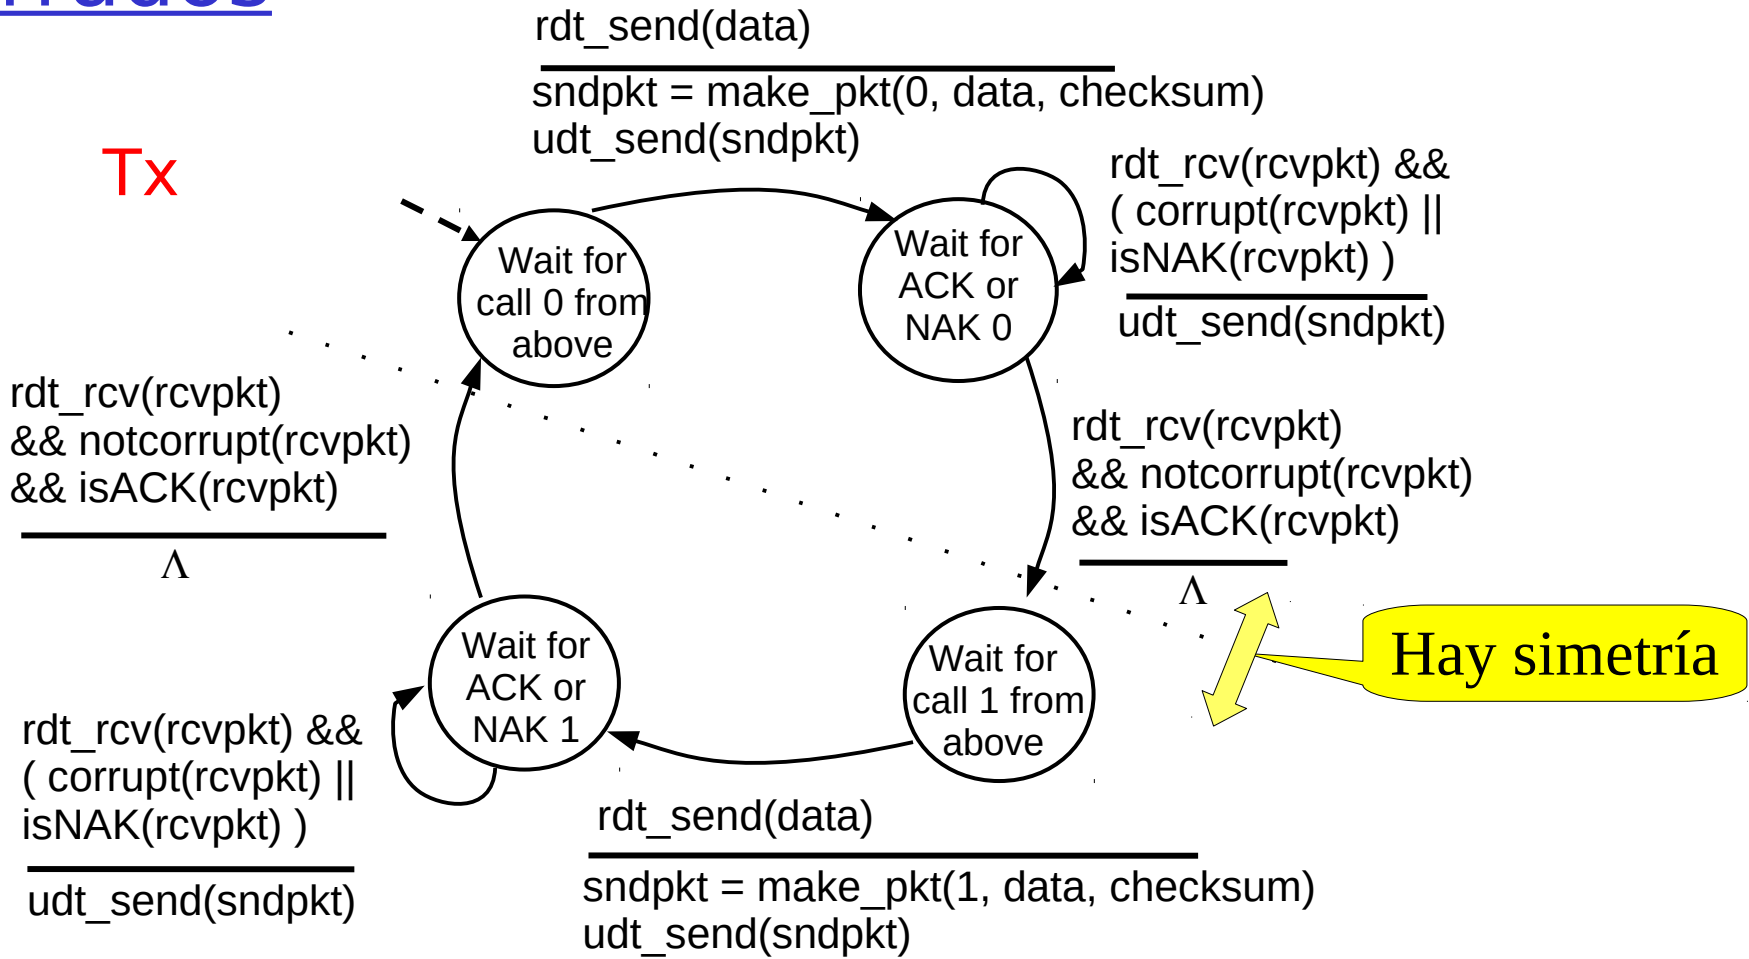 rdt_send(data)
sndpkt = make_pkt(0, data, checksum)
udt_send(sndpkt)
Tx
rdt_rcv(rcvpkt) &&
( corrupt(rcvpkt) ||
isNAK(rcvpkt) )
udt_send(sndpkt)
Wait for
call 0 from
above
Wait for
ACK or
NAK 0
rdt_rcv(rcvpkt)
&& notcorrupt(rcvpkt)
&& isACK(rcvpkt)
Λ
rdt_rcv(rcvpkt)
&& notcorrupt(rcvpkt)
&& isACK(rcvpkt)
Λ
Hay simetría
Wait for
ACK or
NAK 1
Wait for
call 1 from
above
rdt_rcv(rcvpkt) &&
( corrupt(rcvpkt) ||
isNAK(rcvpkt) )
udt_send(sndpkt)
rdt_send(data)
sndpkt = make_pkt(1, data, checksum)
udt_send(sndpkt)